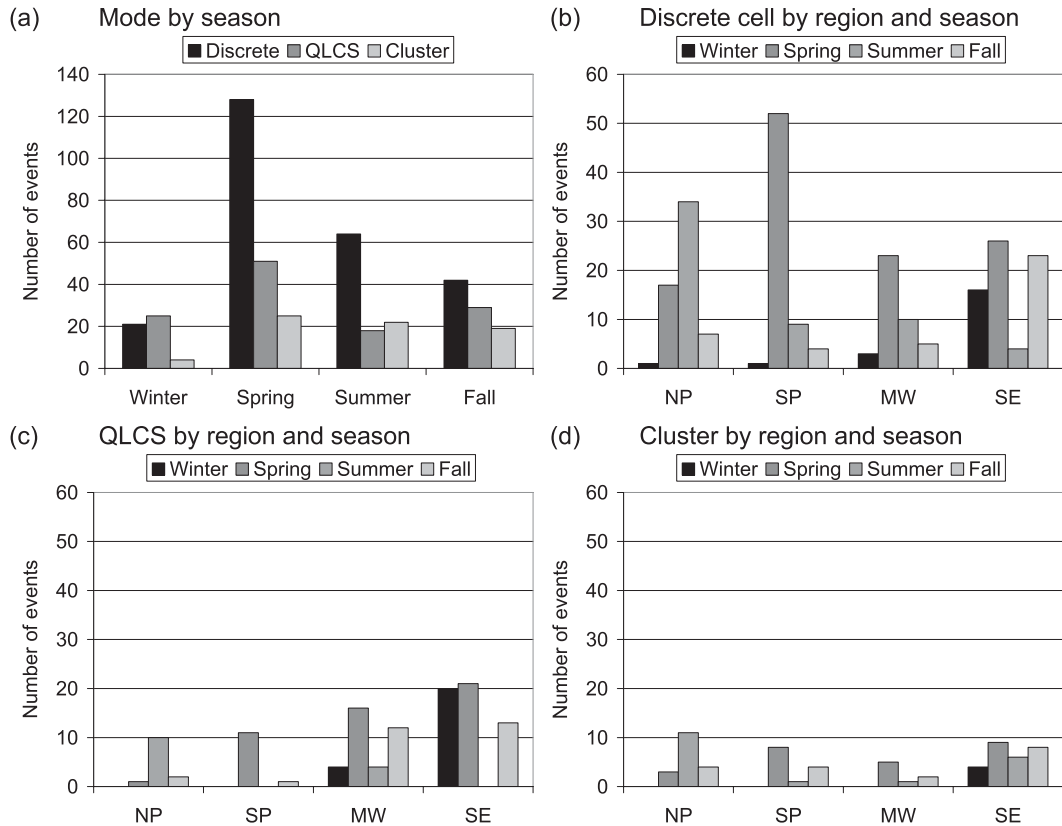 (a) Mode by season
Discrete QLCS Cluster
Number of events
140
120
100
80
60
40
20
0
Winter Spring Summer Fall
(b) Discrete cell by region and season
Winter Spring Summer Fall
Number of events
60
50
40
30
20
10
0
NP SP MW SE
(c) QLCS by region and season
Winter Spring Summer Fall
Number of events
60
50
40
30
20
10
0
NP SP MW SE
(d) Cluster by region and season
Winter Spring Summer Fall
Number of events
60
50
40
30
20
10
0
NP SP MW SE